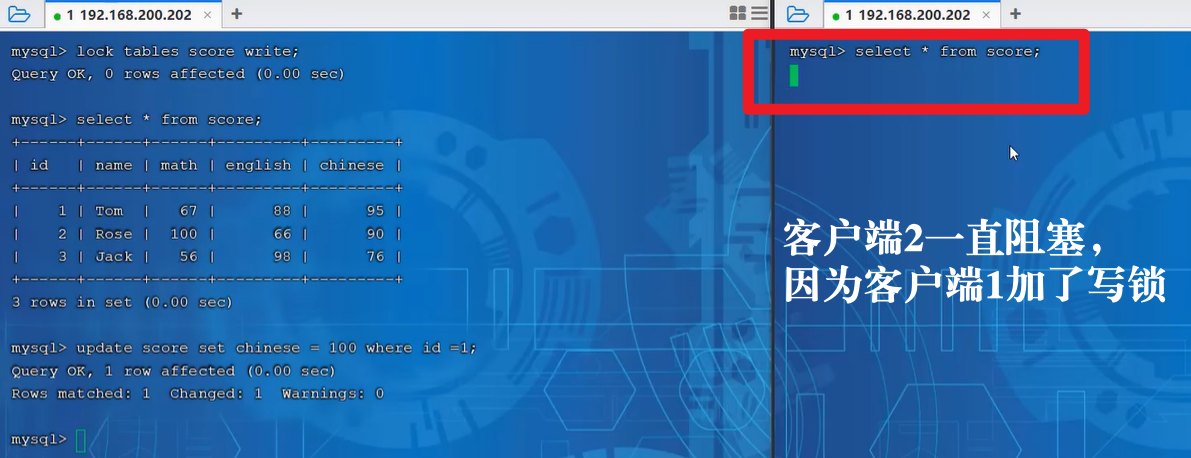 1 192.168.200.202 × +
mysql> lock tables score write;
Query OK, 0 rows affected (0.00 sec)
mysql> select * from score;
+------+------+------+---------+---------+
| id   | name | math | english | chinese |
+------+------+------+---------+---------+
|    1 | Tom  |   67 |      88 |      95 |
|    2 | Rose |  100 |      66 |      90 |
|    3 | Jack |   56 |      98 |      76 |
+------+------+------+---------+---------+
3 rows in set (0.00 sec)
mysql> update score set chinese = 100 where id =1;
Query OK, 1 row affected (0.00 sec)
Rows matched: 1  Changed: 1  Warnings: 0
mysql>
1 192.168.200.202 × +
mysql> select * from score;
客户端2一直阻塞，
因为客户端1加了写锁